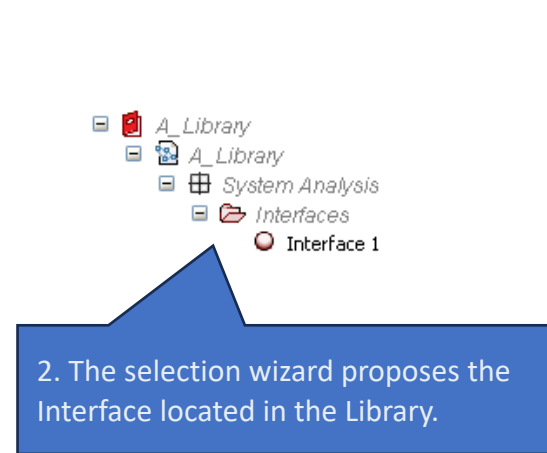 A_Library
A_Library
System Analysis
Interfaces
Interface 1
2. The selection wizard proposes the
Interface located in the Library.